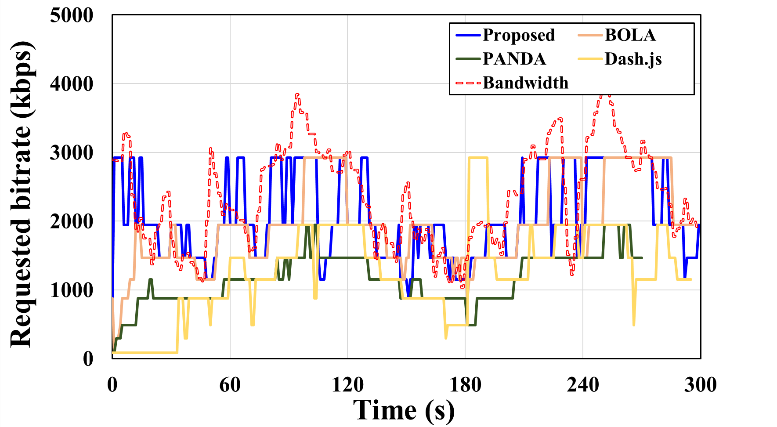 Requested bitrate (kbps)
5000
4000
3000
2000
1000
0
Proposed BOLA
PANDA Dash.js
Bandwidth
0 60 120 180 240 300
Time (s)